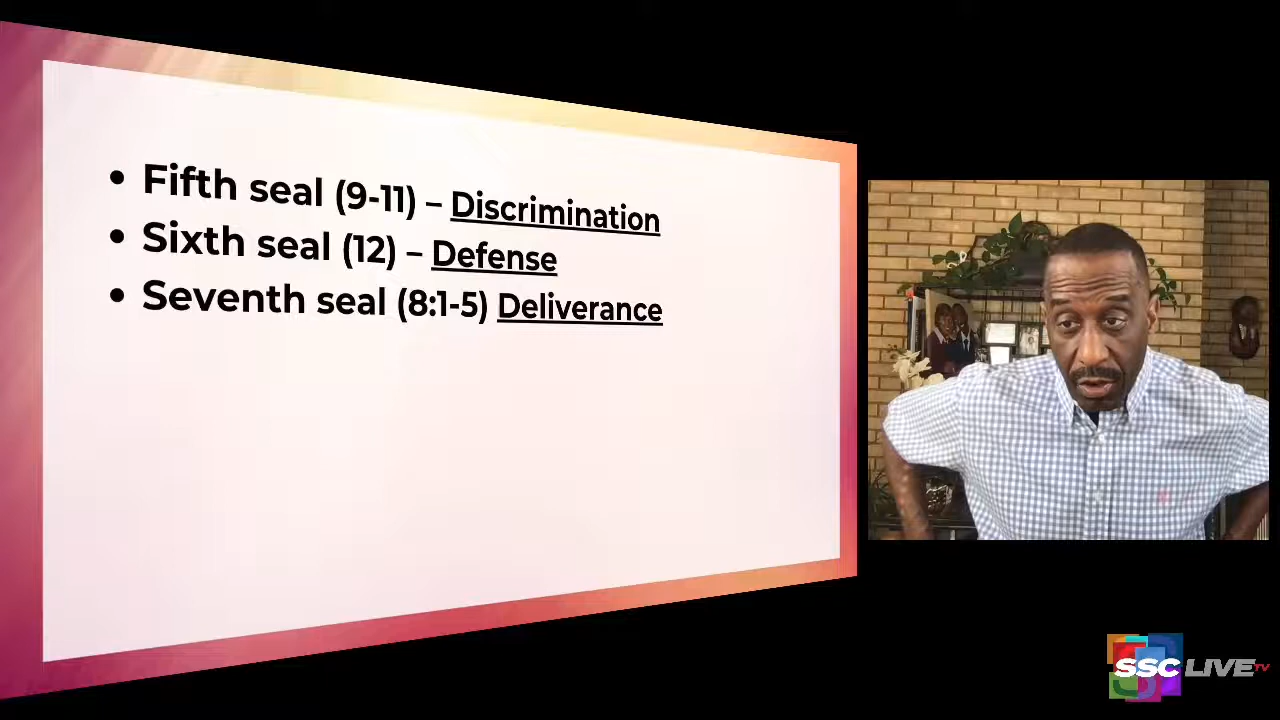 • Fifth seal (9-11) – Discrimination
• Sixth seal (12) – Defense
• Seventh seal (8:1-5) Deliverance
SSC LIVE TV